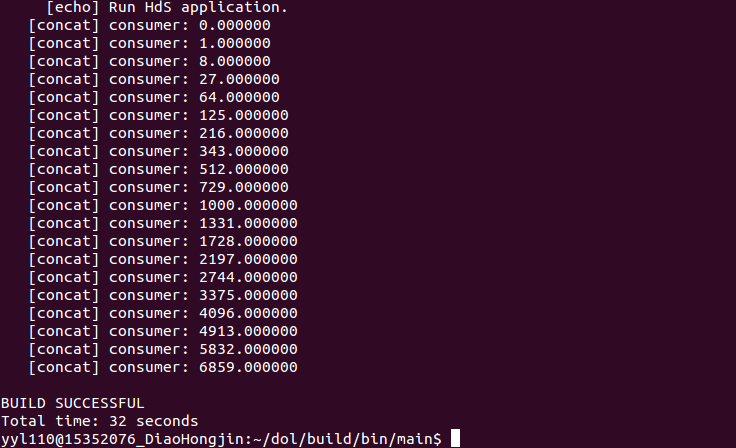 [echo] Run HdS application.
[concat] consumer: 0.000000
[concat] consumer: 1.000000
[concat] consumer: 8.000000
[concat] consumer: 27.000000
[concat] consumer: 64.000000
[concat] consumer: 125.000000
[concat] consumer: 216.000000
[concat] consumer: 343.000000
[concat] consumer: 512.000000
[concat] consumer: 729.000000
[concat] consumer: 1000.000000
[concat] consumer: 1331.000000
[concat] consumer: 1728.000000
[concat] consumer: 2197.000000
[concat] consumer: 2744.000000
[concat] consumer: 3375.000000
[concat] consumer: 4096.000000
[concat] consumer: 4913.000000
[concat] consumer: 5832.000000
[concat] consumer: 6859.000000
BUILD SUCCESSFUL
Total time: 32 seconds
yyl110@15352076_DiaoHongjin:~/dol/build/bin/main$